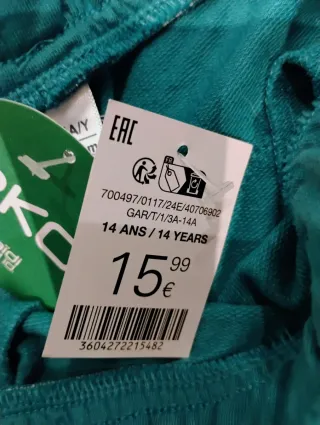 A/Y
EAC
700497/0117/24E/40706902
GAR/T/1/3A-14A
14 ANS / 14 YEARS
15,99
€
3604272215482